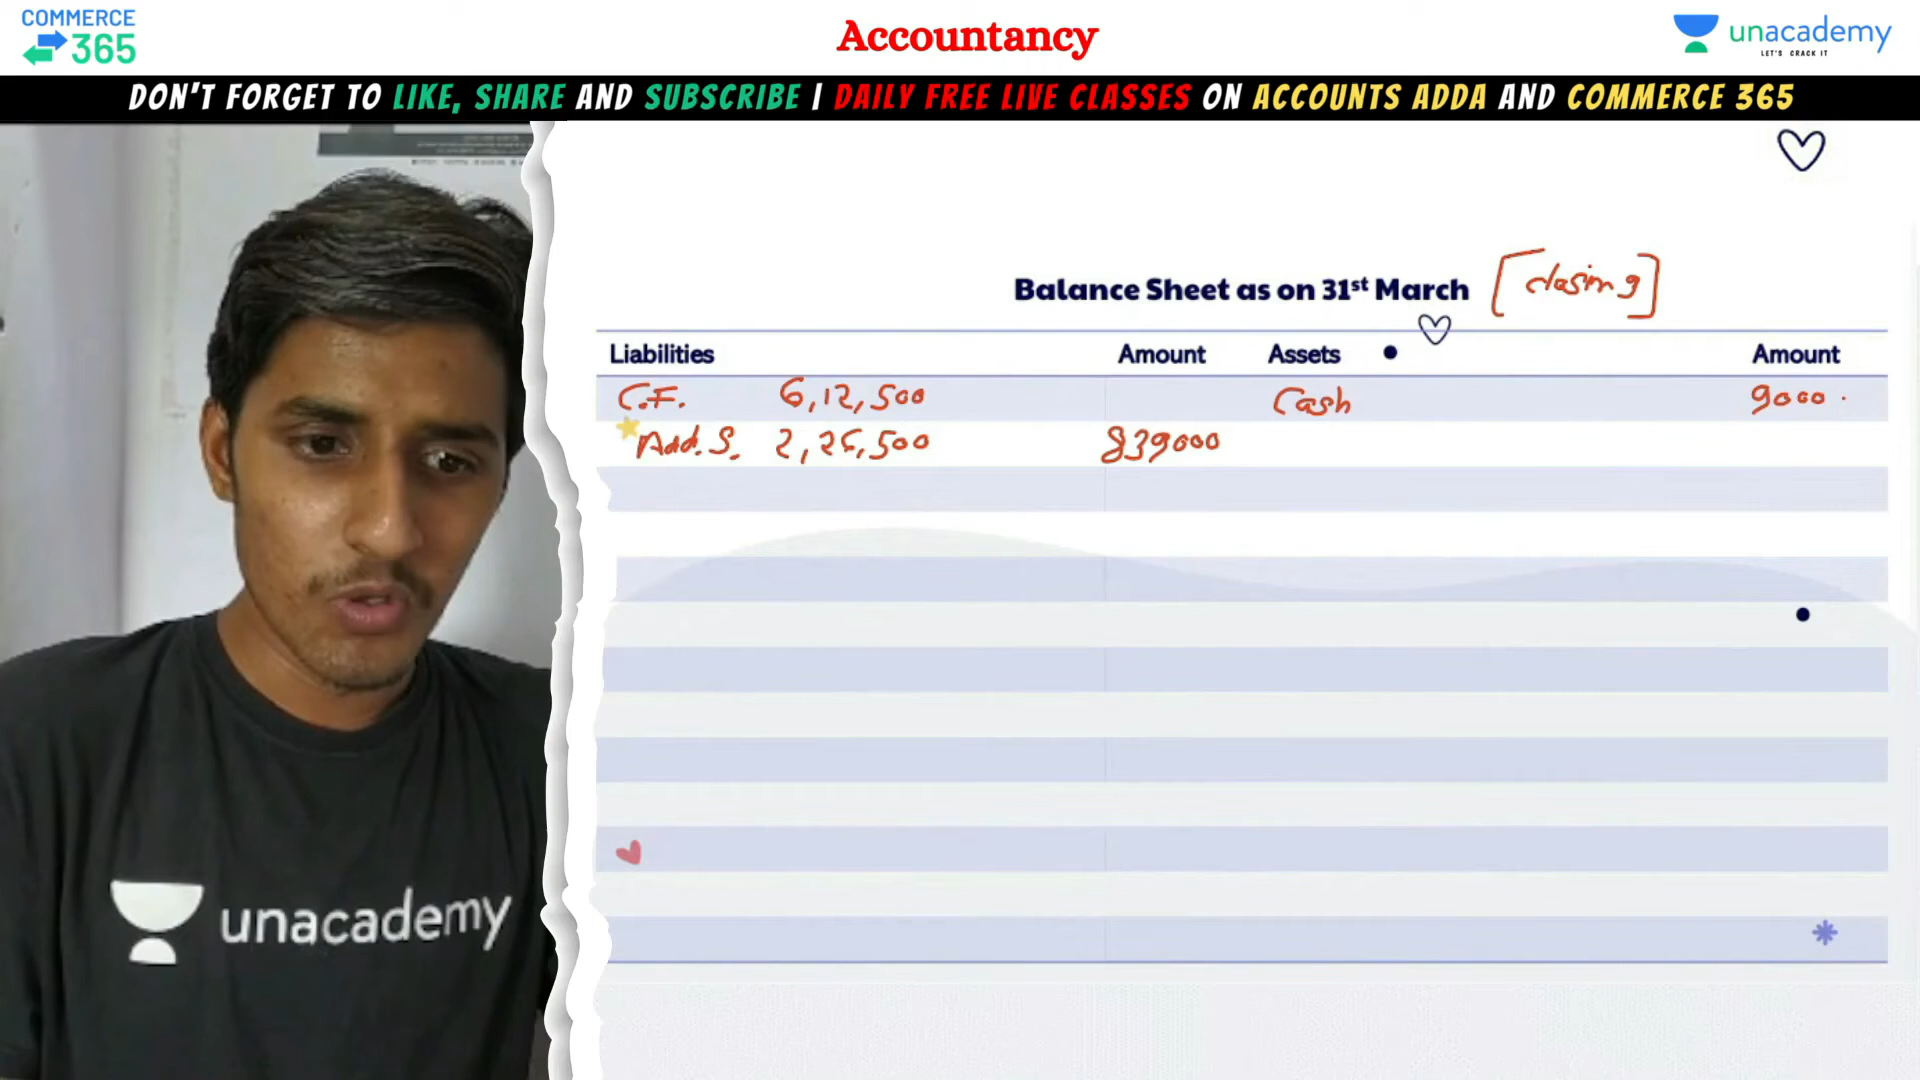 COMMERCE
365
Accountancy
unacademy
LET'S CRACK IT
DON'T FORGET TO LIKE, SHARE AND SUBSCRIBE | DAILY FREE LIVE CLASSES ON ACCOUNTS ADDA AND COMMERCE 365
Balance Sheet as on 31st March [closing]
Liabilities Amount Assets Amount
C.F. 6,12,500 Cash 9000.
Add. S. 2,26,500 839000
unacademy